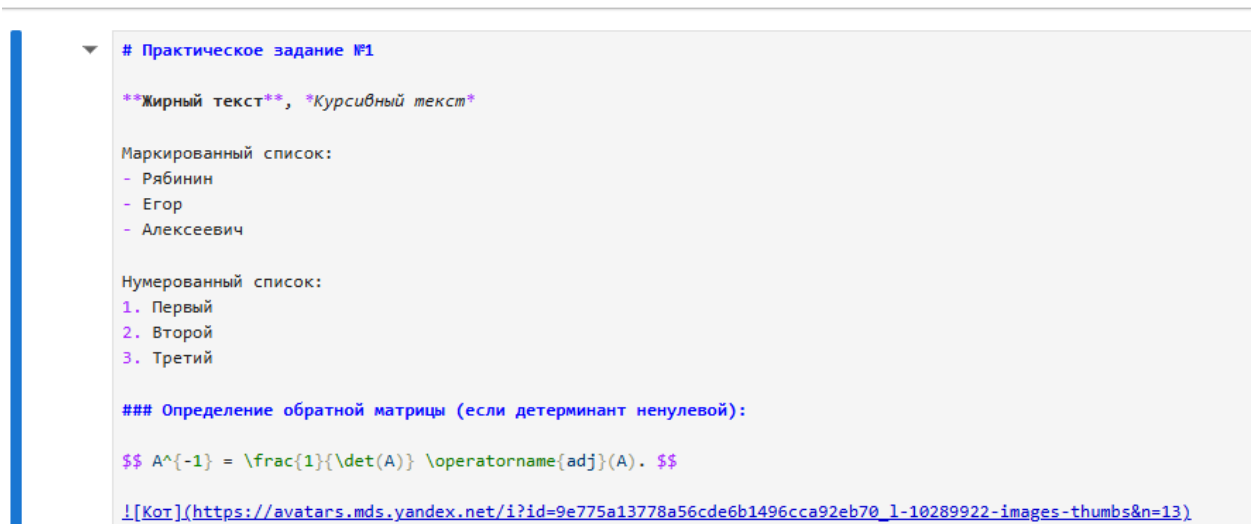 # Практическое задание №1
**Жирный текст**, *Курсивный текст*
Маркированный список:
- Рябинин
- Егор
- Алексеевич
Нумерованный список:
1. Первый
2. Второй
3. Третий
### Определение обратной матрицы (если детерминант ненулевой):
$$ A^{-1} = \frac{1}{\det(A)} \operatorname{adj}(A). $$
![Кот](https://avatars.mds.yandex.net/i?id=9e775a13778a56cde6b1496cca92eb70_l-10289922-images-thumbs&n=13)